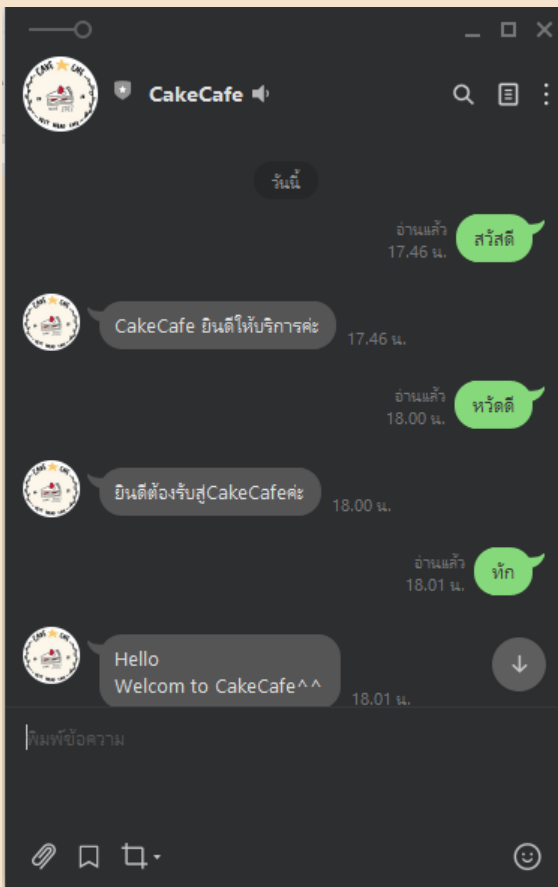 CakeCafe
วันนี้
อ่านแล้ว
17.46 น.
สวัสดี
CakeCafe ยินดีให้บริการค่ะ
17.46 น.
อ่านแล้ว
18.00 น.
หวัดดี
ยินดีต้องรับสู่CakeCafeค่ะ
18.00 น.
อ่านแล้ว
18.01 น.
ทัก
Hello
Welcom to CakeCafe^^
18.01 น.
พิมพ์ข้อความ